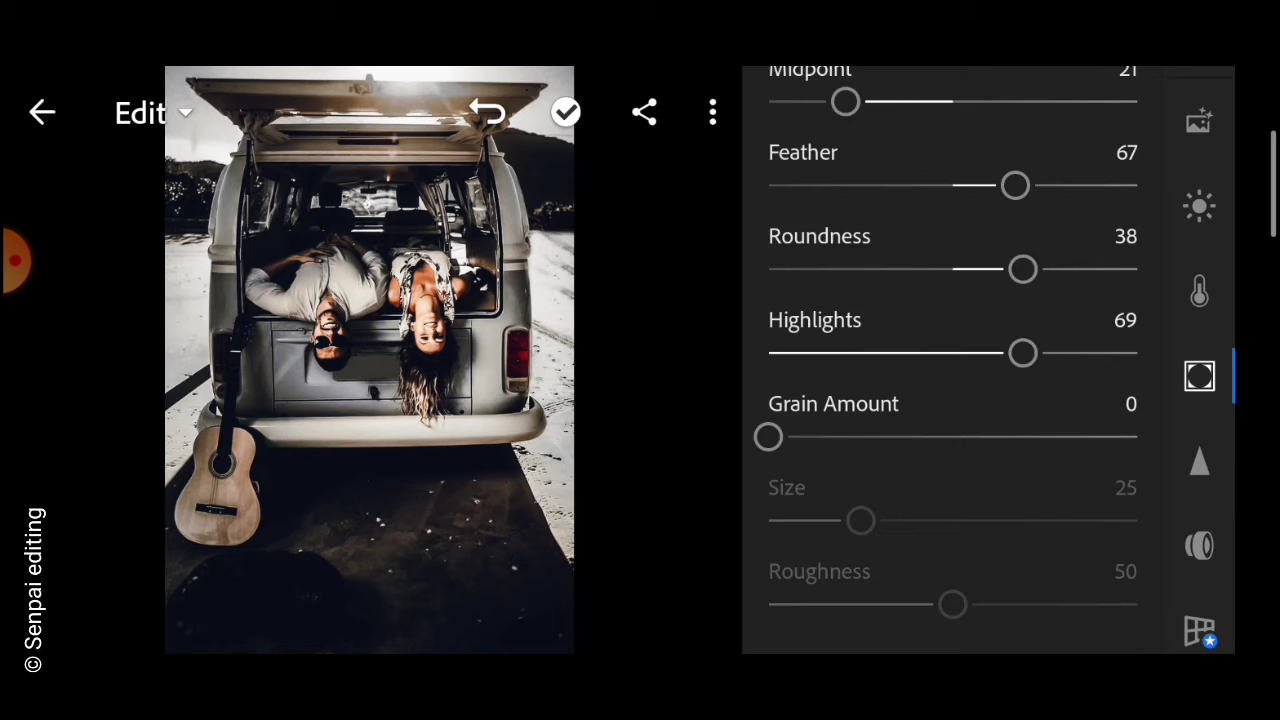 Edit
Midpoint 21
Feather 67
Roundness 38
Highlights 69
Grain Amount 0
Size 25
Roughness 50
© Senpai editing